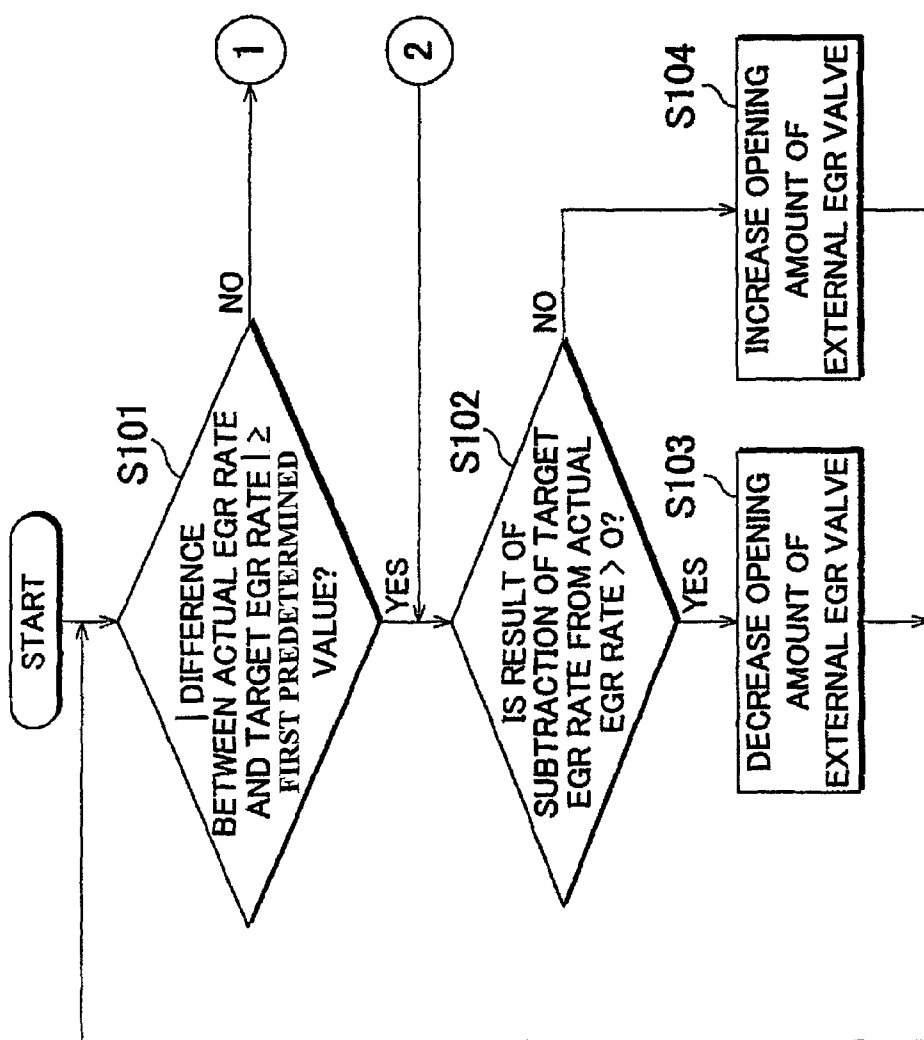 START
S101
| DIFFERENCE
BETWEEN ACTUAL EGR RATE
AND TARGET EGR RATE | ≥
FIRST PREDETERMINED
VALUE?
NO
1
YES
2
S102
IS RESULT OF
SUBTRACTION OF TARGET
EGR RATE FROM ACTUAL
EGR RATE > 0?
NO
YES
S103
DECREASE OPENING
AMOUNT OF
EXTERNAL EGR VALVE
S104
INCREASE OPENING
AMOUNT OF
EXTERNAL EGR VALVE